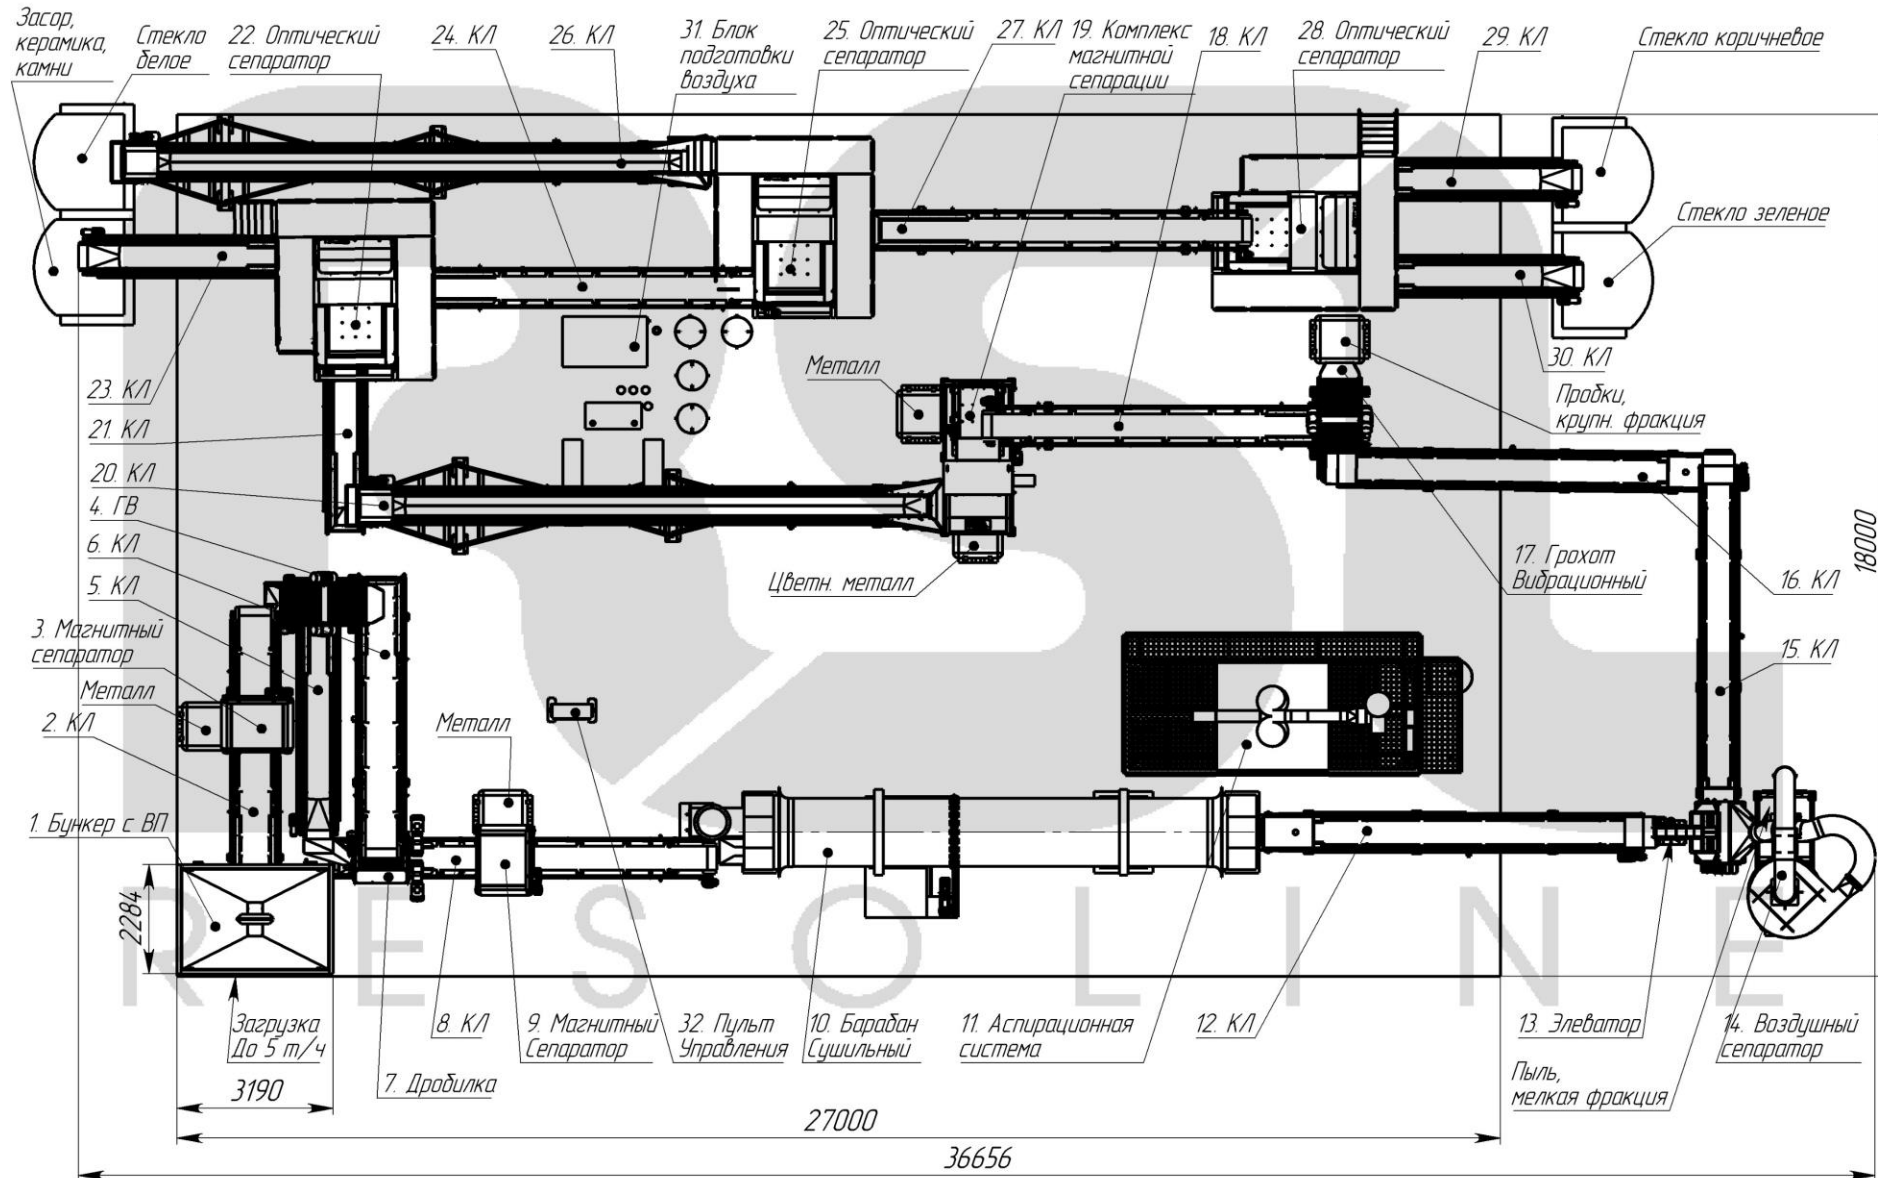 Засор,
керамика,
камни
Стекло
белое
22. Оптический
сепаратор
24. КЛ
26. КЛ
31. Блок
подготовки
воздуха
25. Оптический
сепаратор
27. КЛ
19. Комплекс
магнитной
сепарации
18. КЛ
28. Оптический
сепаратор
29. КЛ
Стекло коричневое
Стекло зеленое
23. КЛ
21. КЛ
20. КЛ
4. ГВ
6. КЛ
5. КЛ
3. Магнитный
сепаратор
Металл
2. КЛ
1. Бункер с ВП
Металл
Цветн. металл
30. КЛ
Пробки,
крупн. фракция
17. Грохот
Вибрационный
16. КЛ
18000
15. КЛ
Металл
2284
RESOLINE
Загрузка
До 5 т/ч
3190
7. Дробилка
8. КЛ
9. Магнитный
Сепаратор
32. Пульт
Управления
10. Барабан
Сушильный
11. Аспирационная
система
12. КЛ
13. Элеватор
14. Воздушный
сепаратор
Пыль,
мелкая фракция
27000
36656